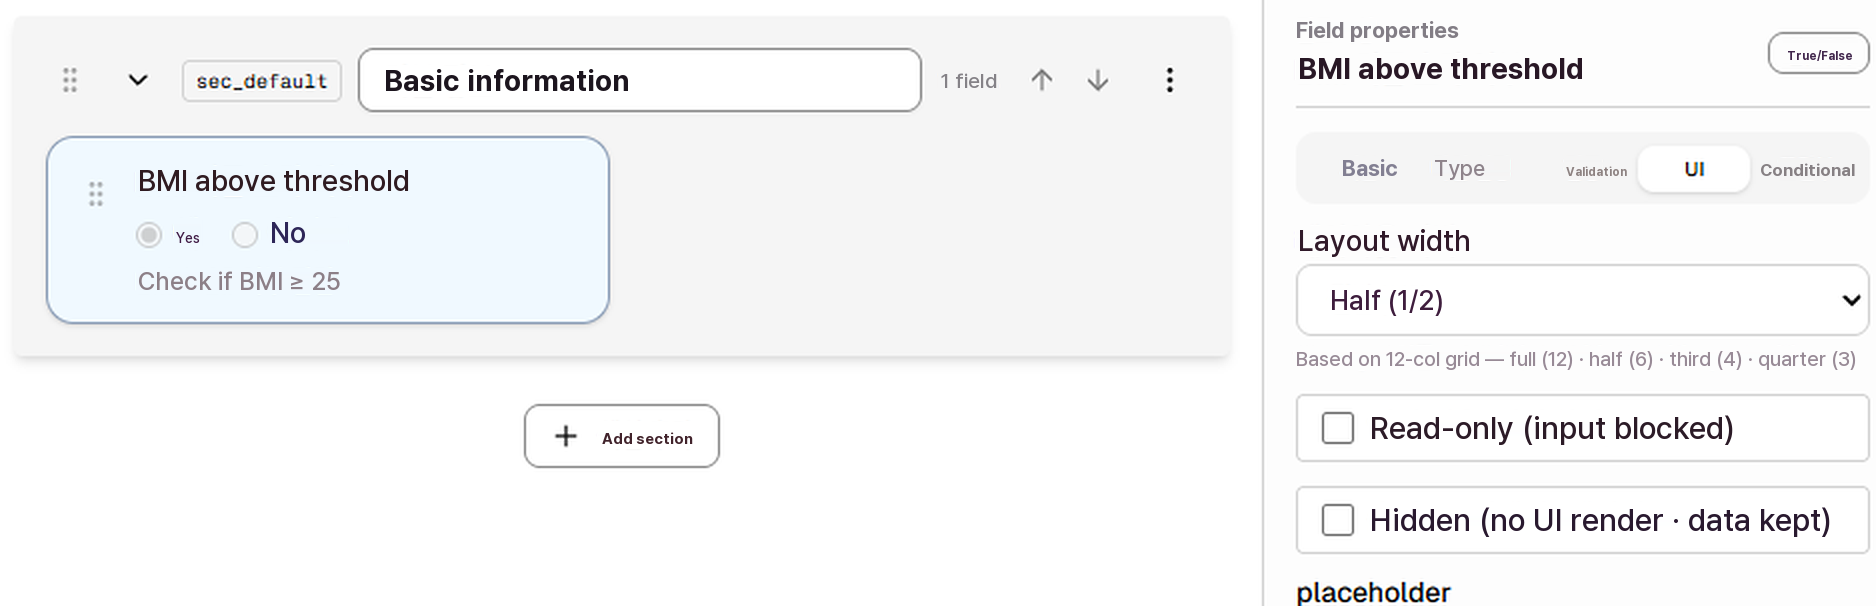 sec_default
Basic information
1 field
BMI above threshold
Yes
No
Check if BMI ≥ 25
Add section
Field properties
BMI above threshold
True/False
Basic
Type
Validation
UI
Conditional
Layout width
Half (1/2)
Based on 12-col grid — full (12) · half (6) · third (4) · quarter (3)
Read-only (input blocked)
Hidden (no UI render · data kept)
placeholder